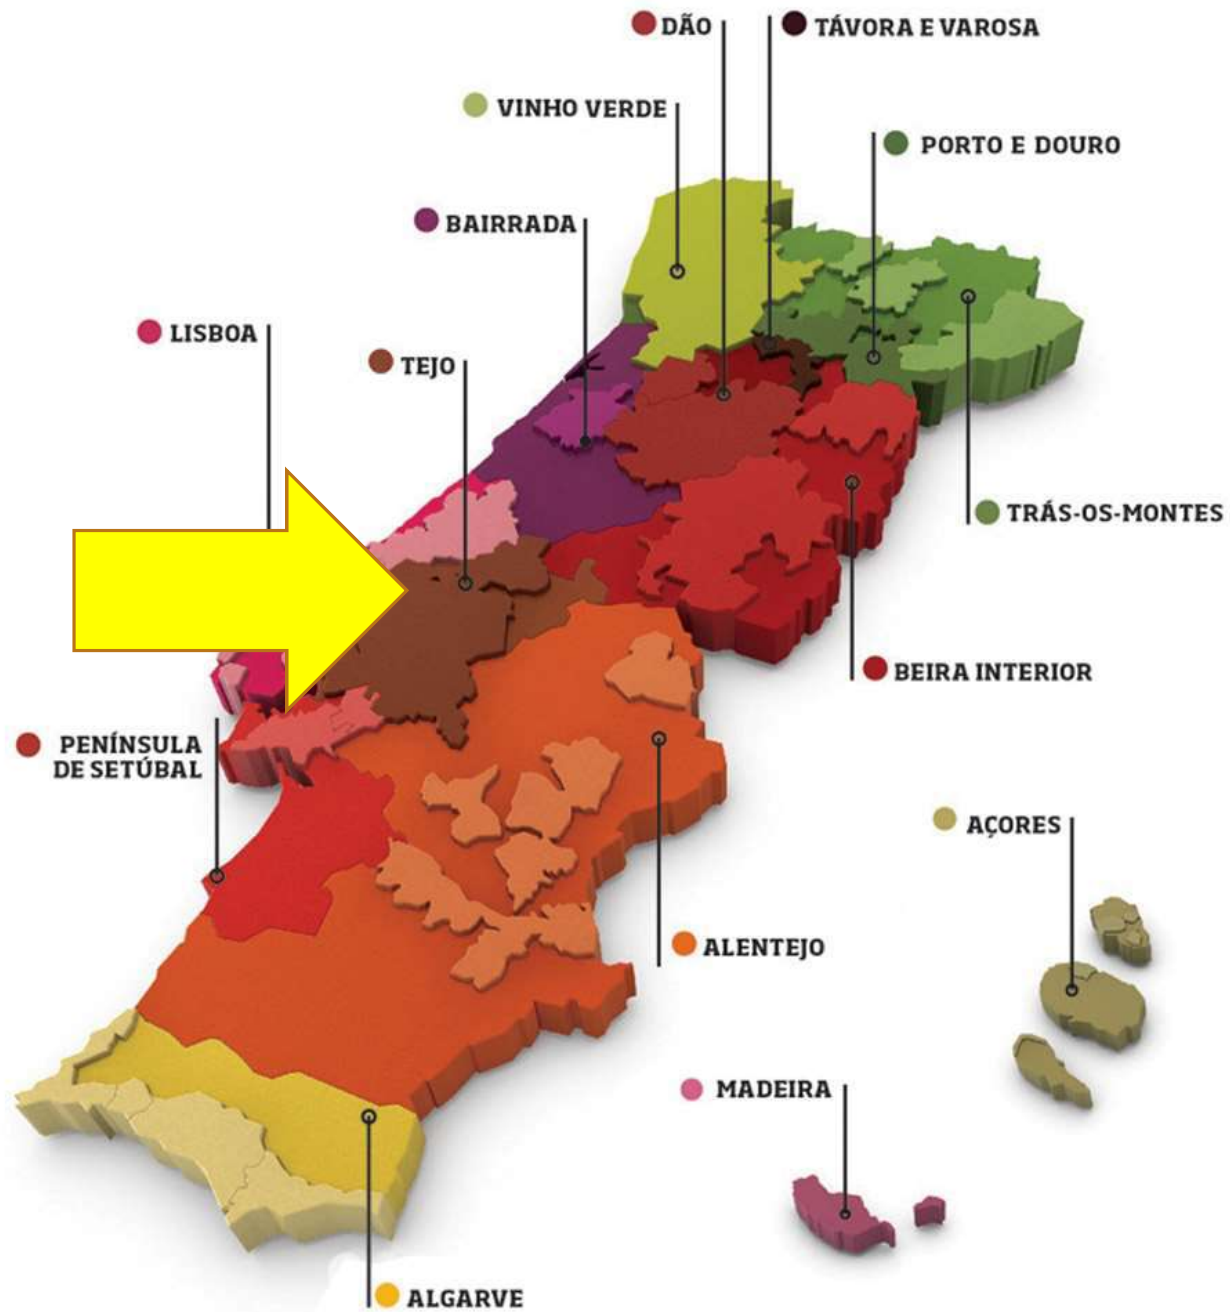 DÃO
TÁVORA E VAROSA
VINHO VERDE
PORTO E DOURO
BAIRRADA
LISBOA
TEJO
TRÁS-OS-MONTES
BEIRA INTERIOR
PENÍNSULA
DE SETÚBAL
AÇORES
ALENTEJO
MADEIRA
ALGARVE